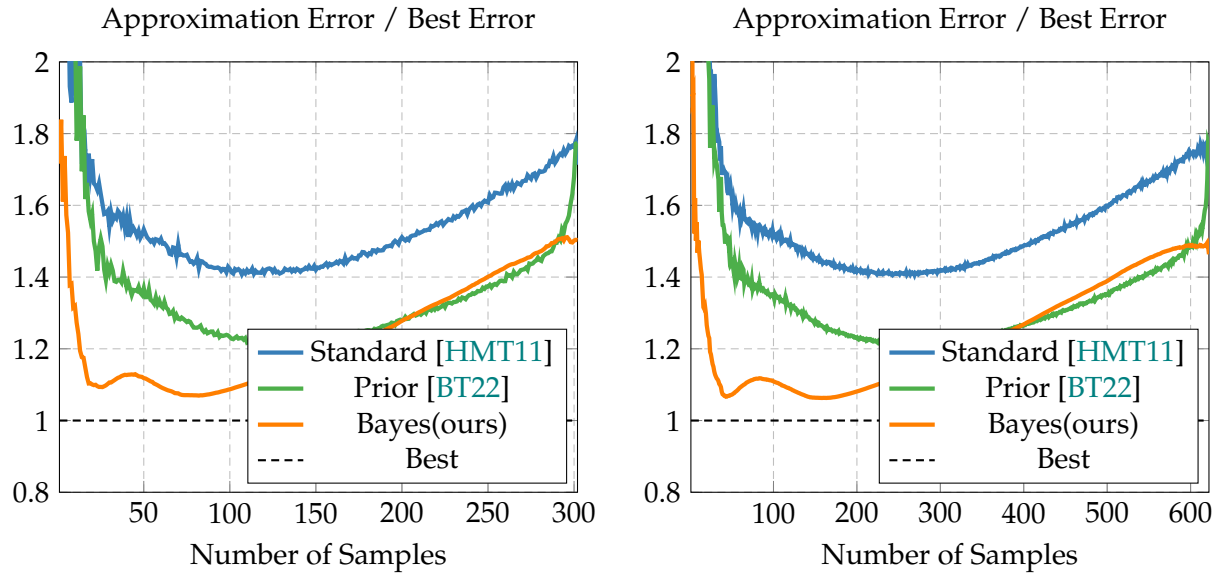 Approximation Error / Best Error
2
1.8
1.6
1.4
1.2
1
0.8
50 100 150 200 250 300
Number of Samples
Standard [HMT11]
Prior [BT22]
Bayes(ours)
Best
Approximation Error / Best Error
2
1.8
1.6
1.4
1.2
1
0.8
100 200 300 400 500 600
Number of Samples
Standard [HMT11]
Prior [BT22]
Bayes(ours)
Best